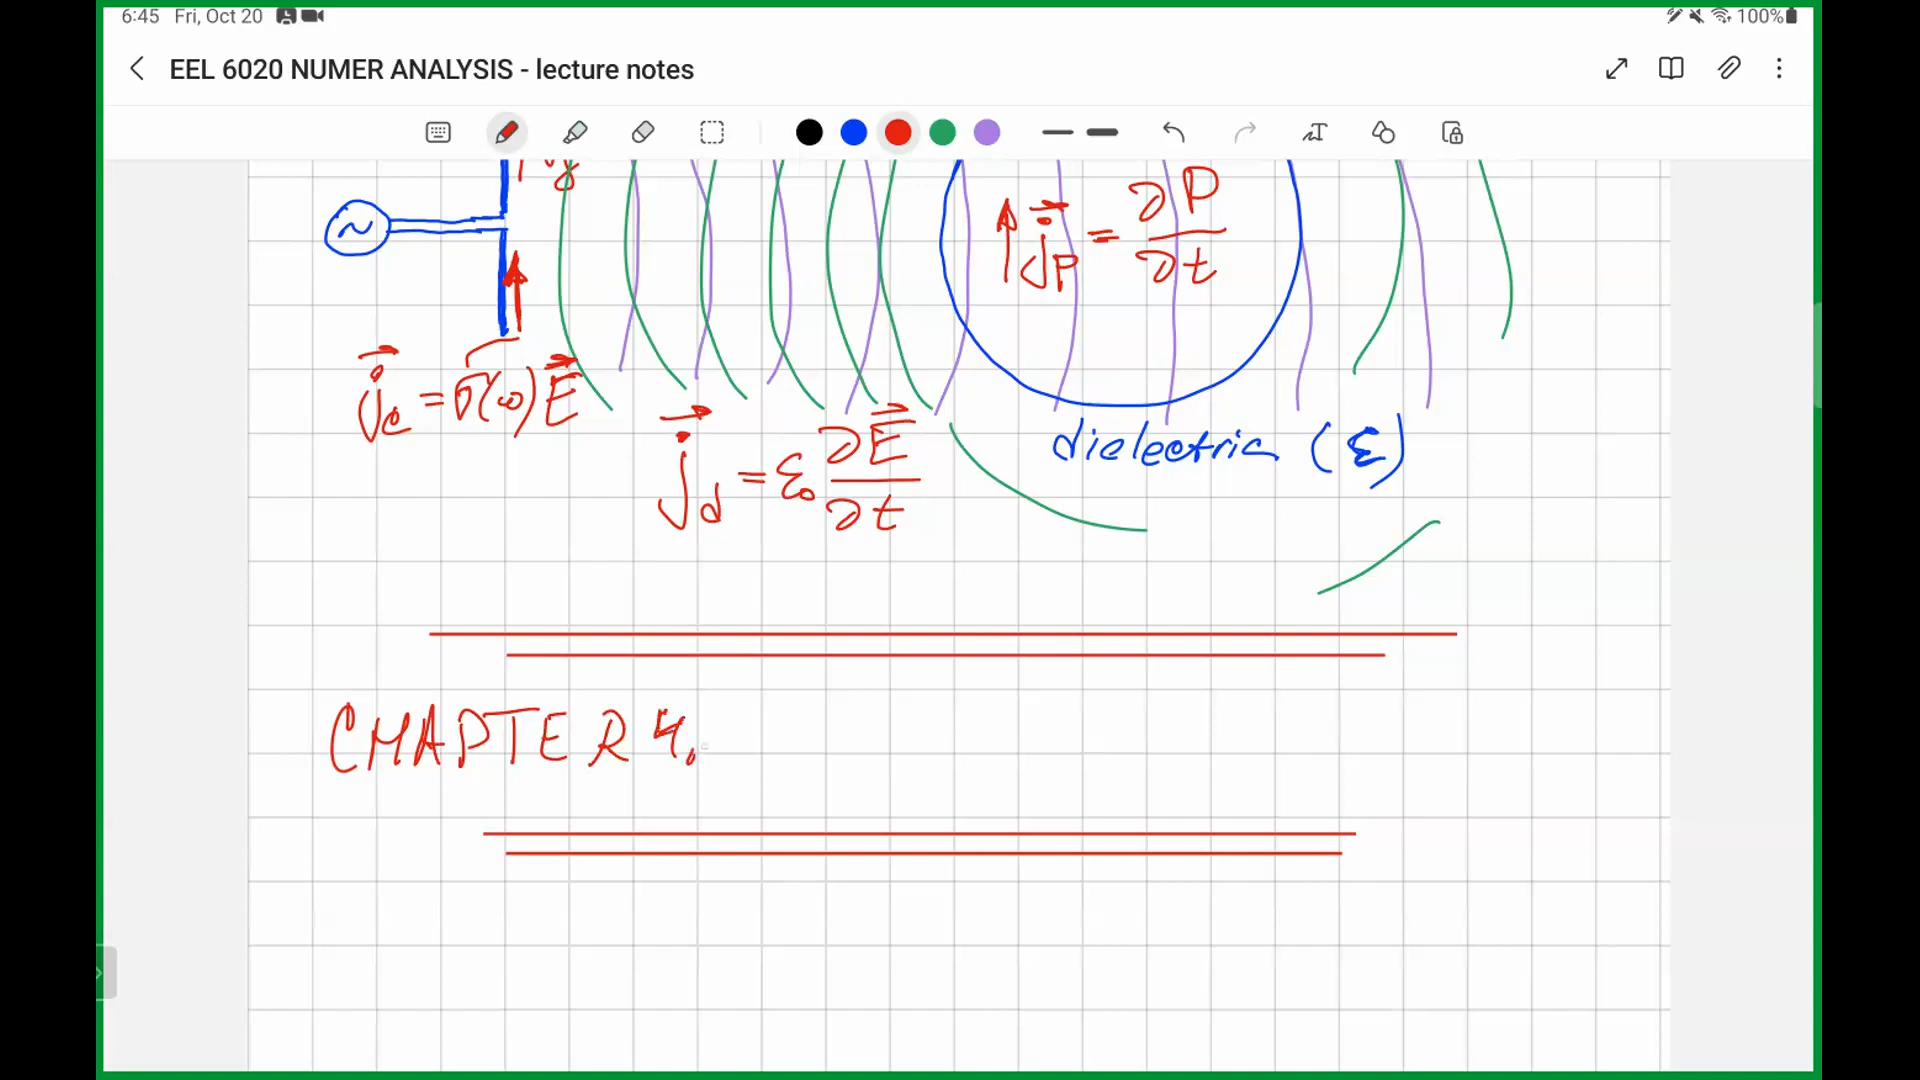 6:45 Fri, Oct 20 100%
EEL 6020 NUMER ANALYSIS - lecture notes
~
J⃗p = ∂P/∂t
J⃗c = σ(∞) E⃗
J⃗d = ε₀ ∂E⃗/∂t
dielectric (ε)
CHAPTER 4.